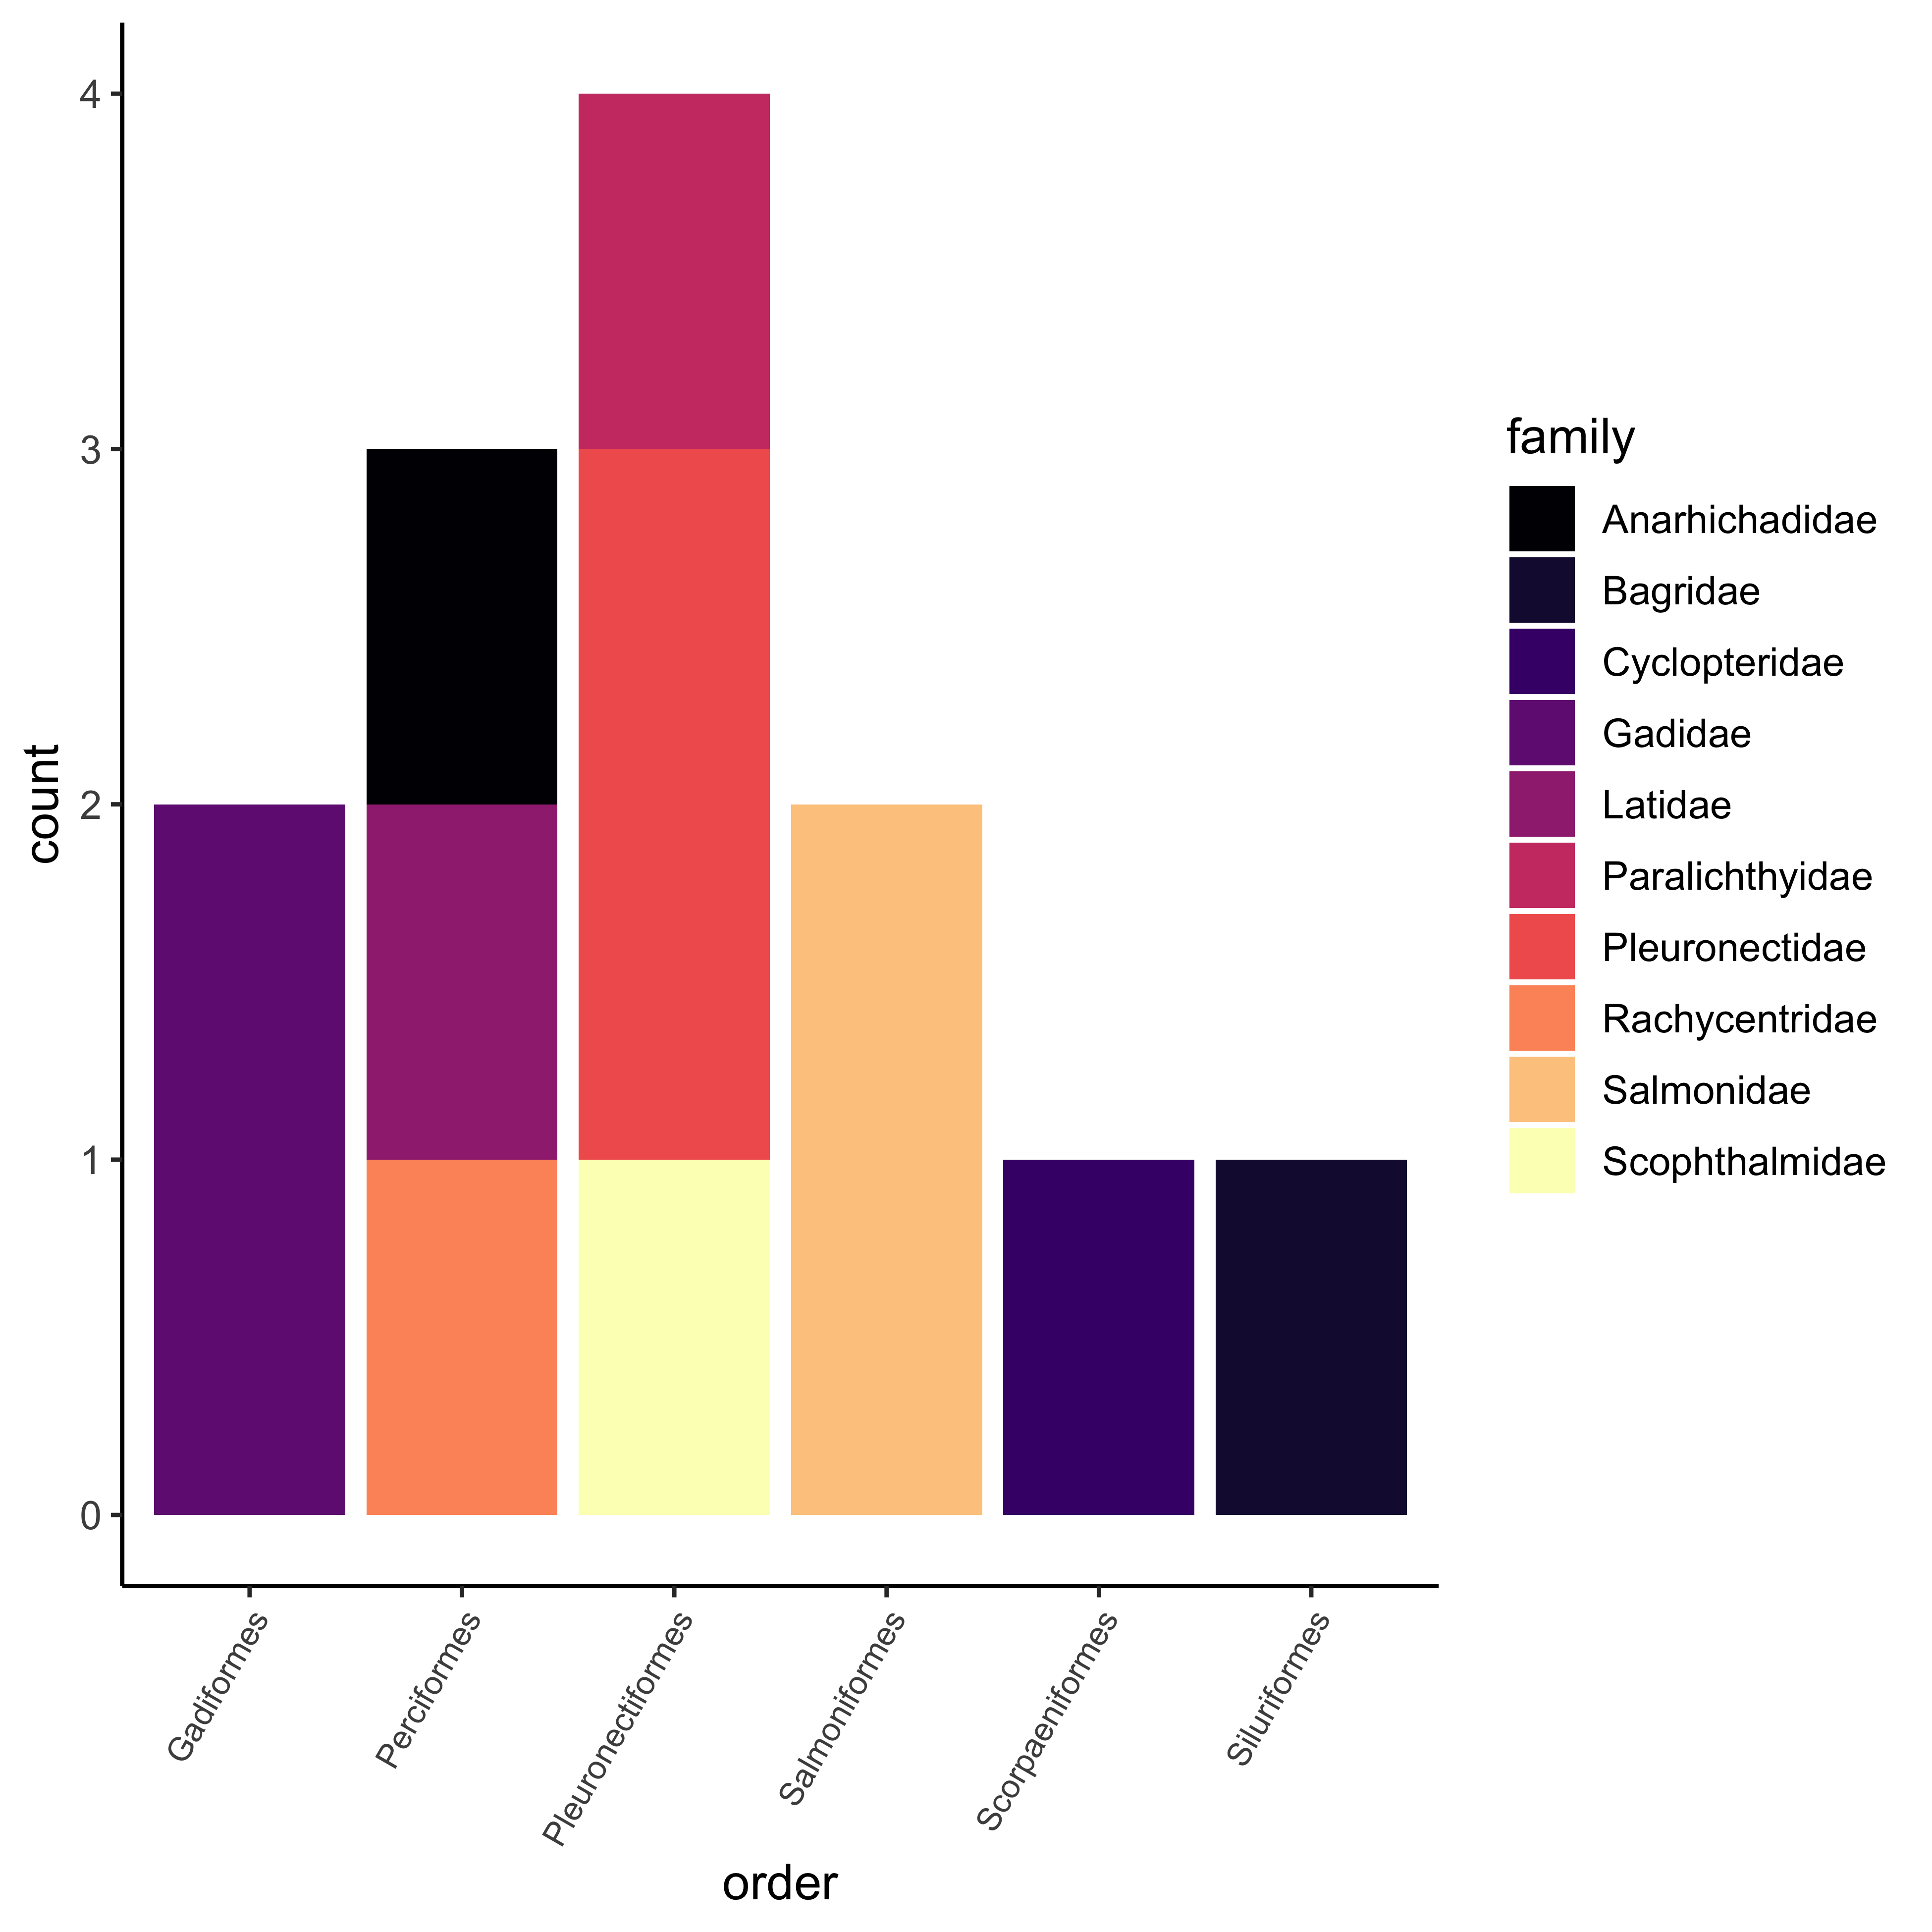 4
3
2
1
0
count
Gadiformes
Perciformes
Pleuronectiformes
Salmoniformes
Scorpaeniformes
Siluriformes
order
family
Anarhichadidae
Bagridae
Cyclopteridae
Gadidae
Latidae
Paralichthyidae
Pleuronectidae
Rachycentridae
Salmonidae
Scophthalmidae